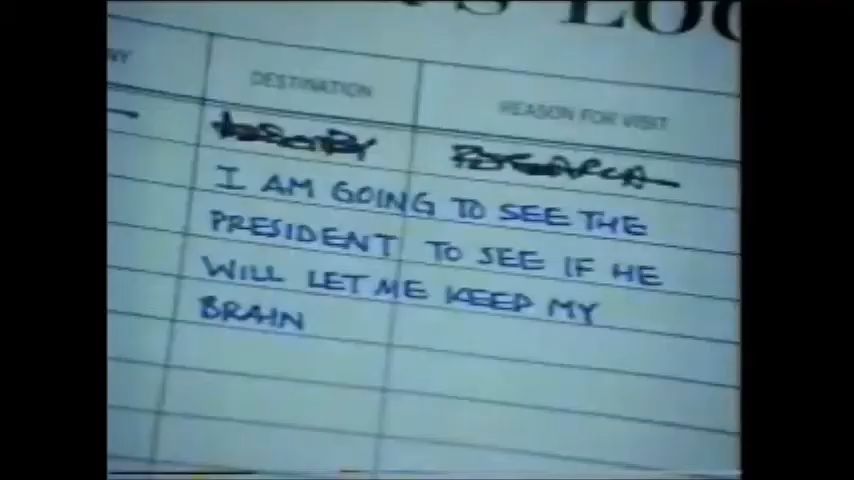 DESTINATION REASON FOR VISIT
I AM GOING TO SEE THE
PRESIDENT TO SEE IF HE
WILL LET ME KEEP MY
BRAIN